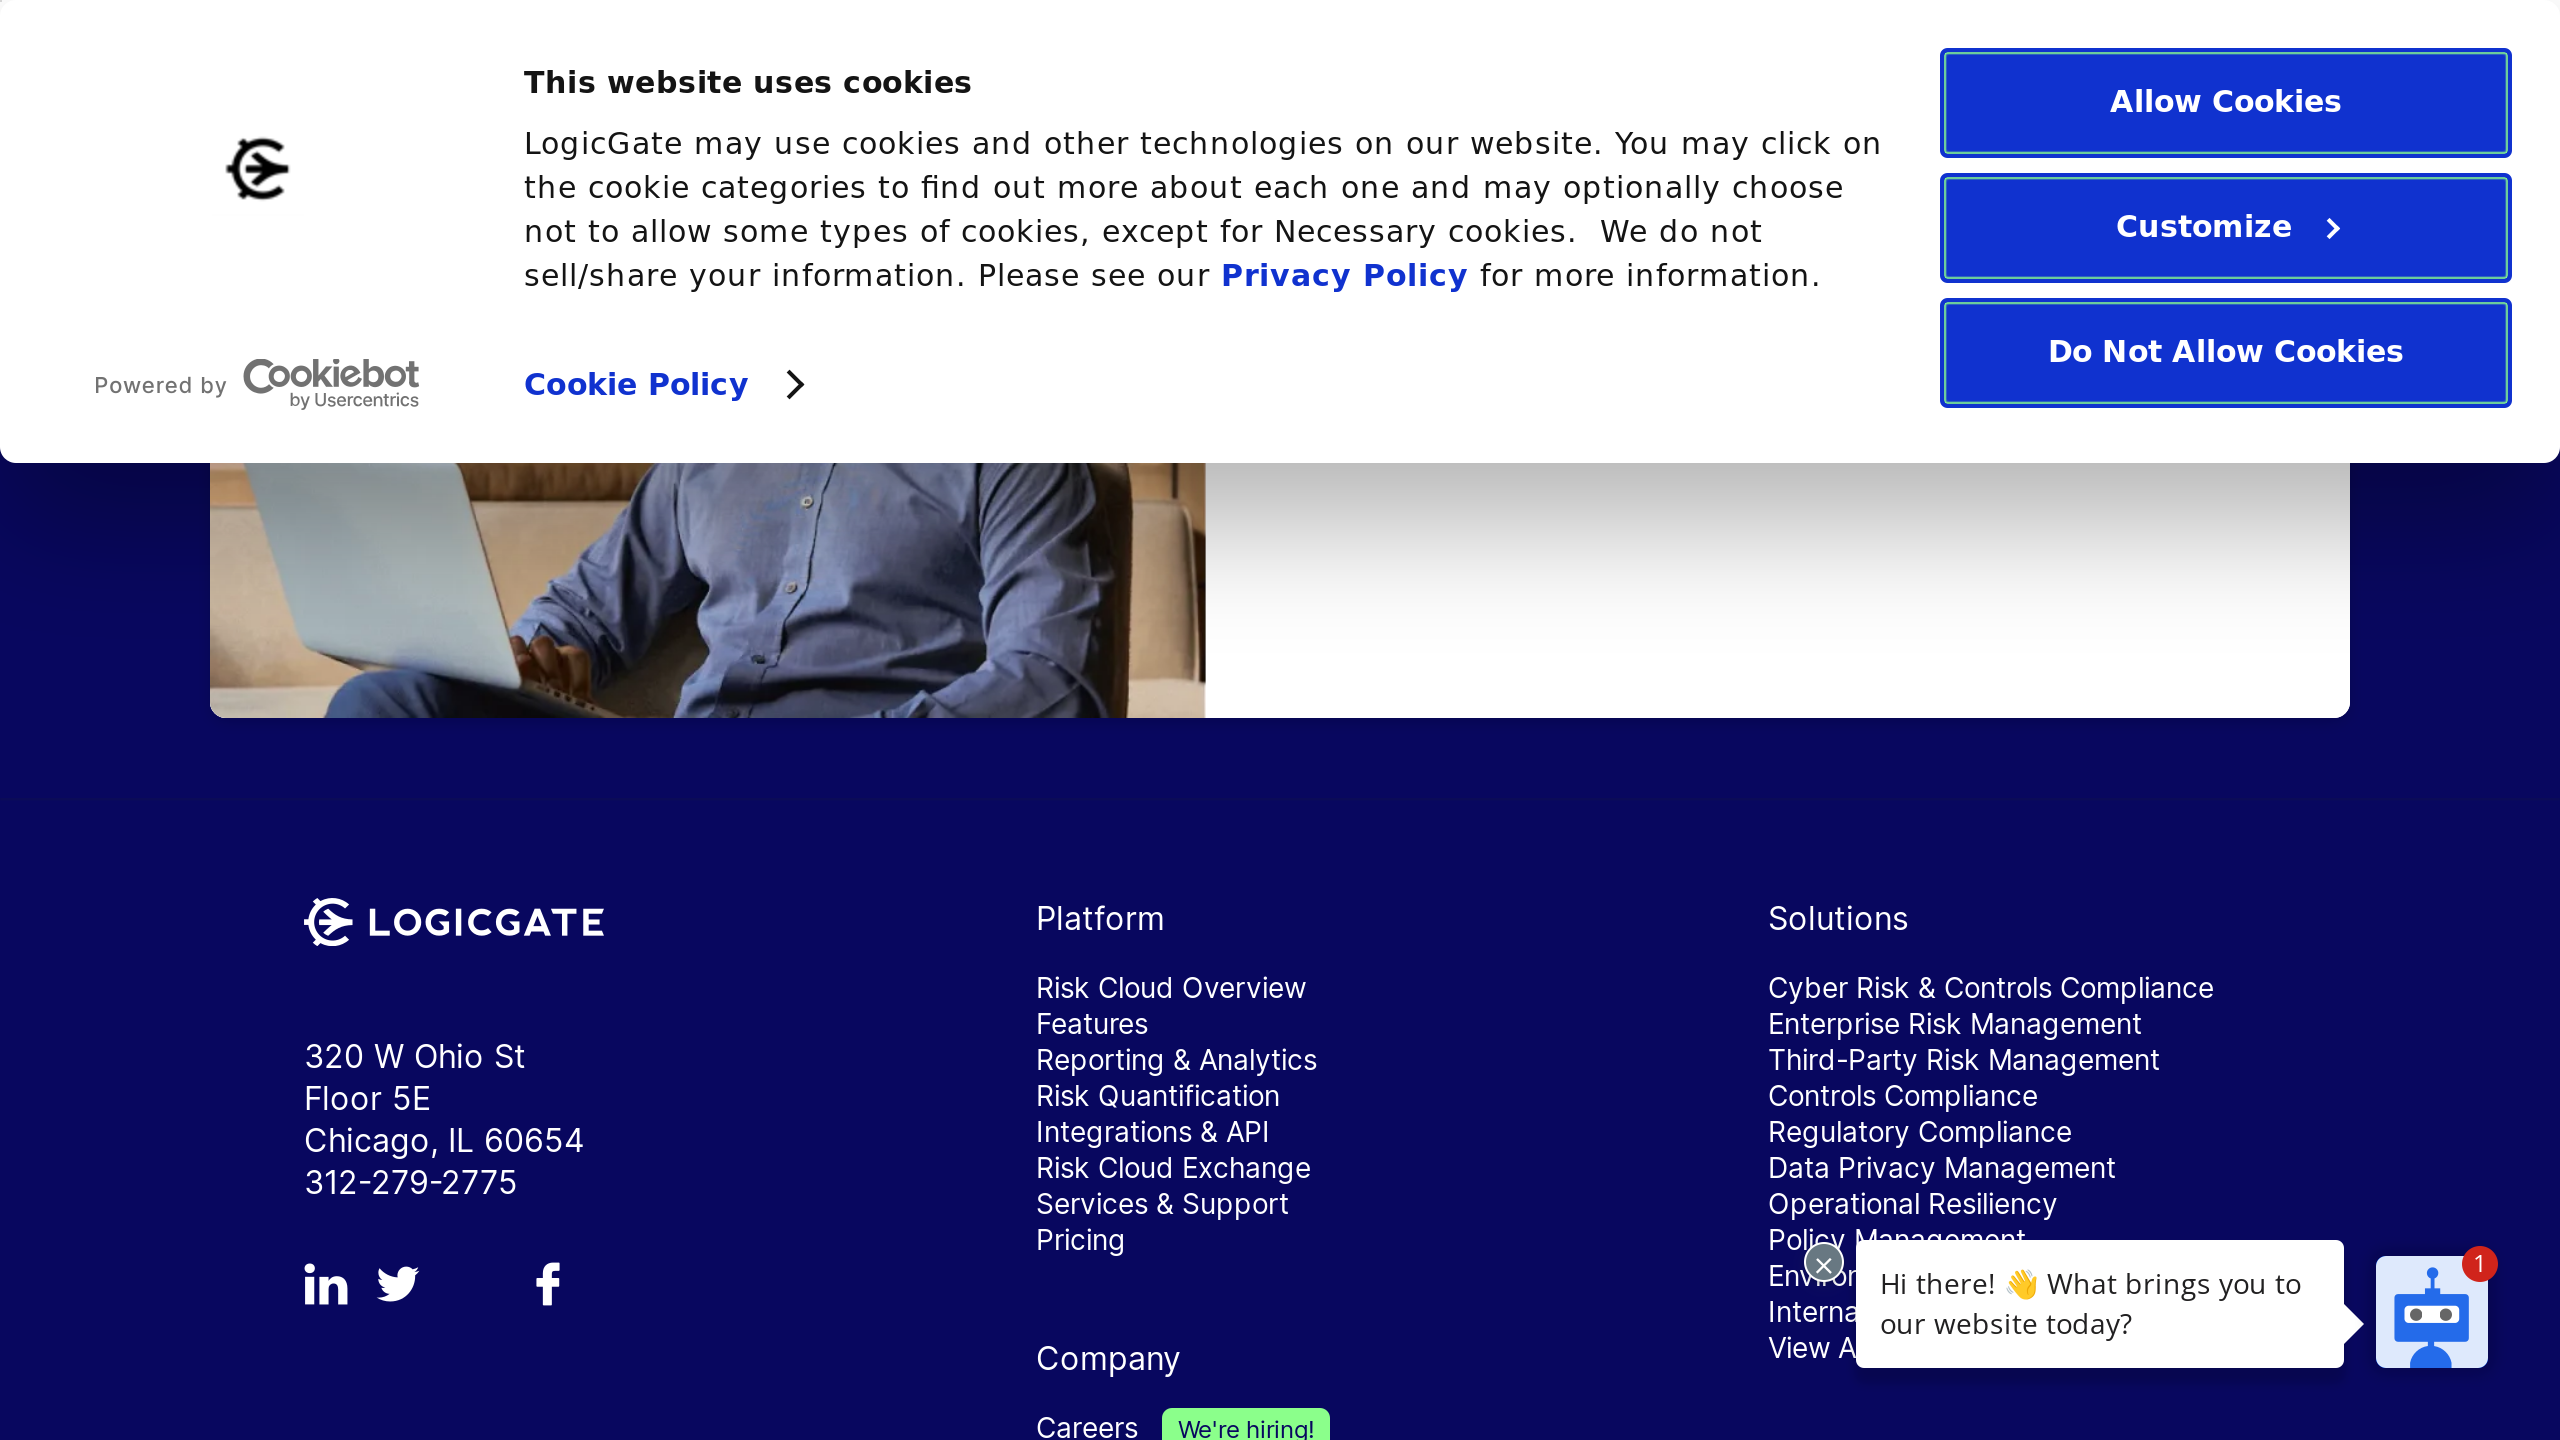 This website uses cookies
LogicGate may use cookies and other technologies on our website. You may click on
the cookie categories to find out more about each one and may optionally choose
not to allow some types of cookies, except for Necessary cookies.  We do not
sell/share your information. Please see our Privacy Policy for more information.
Powered by Cookiebot
by Usercentrics
Cookie Policy
Allow Cookies
Customize
Do Not Allow Cookies
LOGICGATE
320 W Ohio St
Floor 5E
Chicago, IL 60654
312-279-2775
Platform
Risk Cloud Overview
Features
Reporting & Analytics
Risk Quantification
Integrations & API
Risk Cloud Exchange
Services & Support
Pricing
Company
Careers We're hiring!
Solutions
Cyber Risk & Controls Compliance
Enterprise Risk Management
Third-Party Risk Management
Controls Compliance
Regulatory Compliance
Data Privacy Management
Operational Resiliency
Policy Management
View
Hi there! 👋 What brings you to
our website today?
1